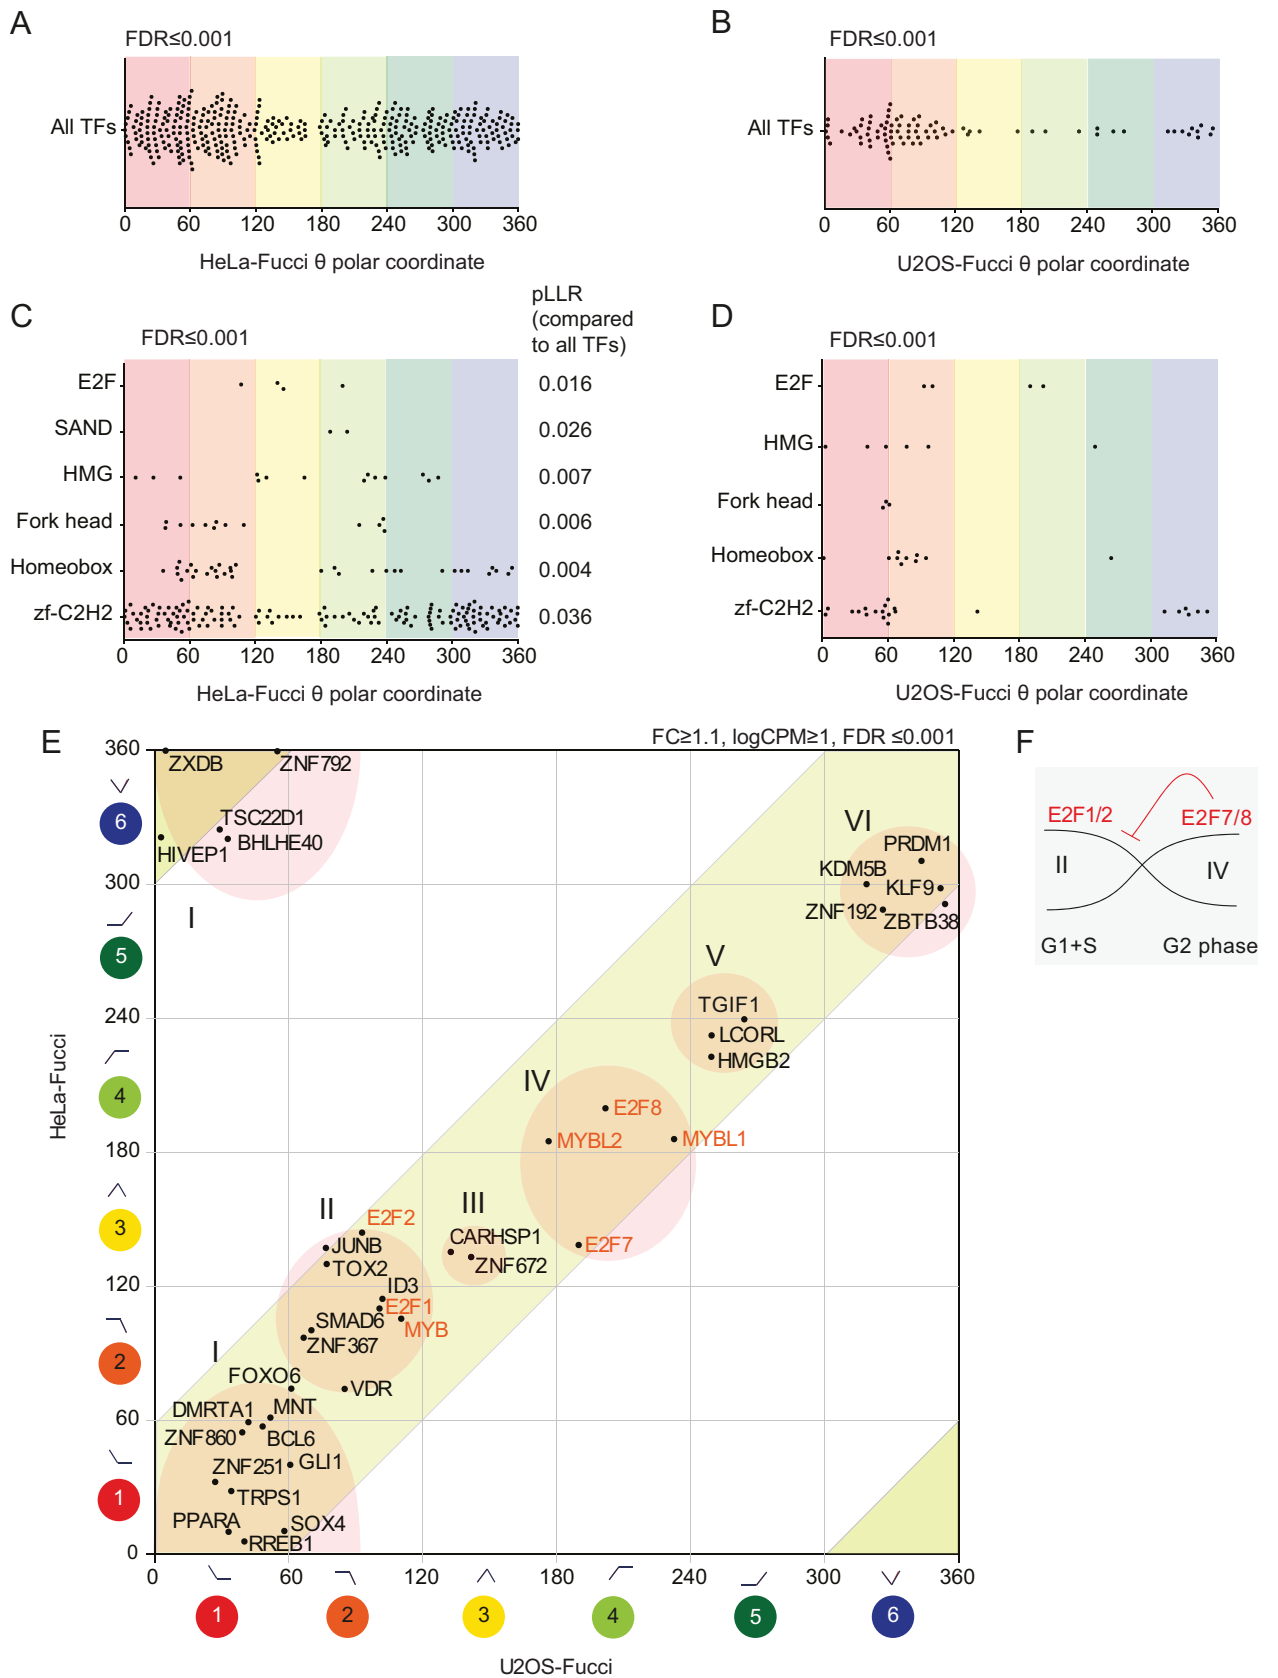 A
FDR≤0.001
All TFs
0 60 120 180 240 300 360
HeLa-Fucci θ polar coordinate
B
FDR≤0.001
All TFs
0 60 120 180 240 300 360
U2OS-Fucci θ polar coordinate
C
FDR≤0.001
pLLR
(compared
to all TFs)
E2F 0.016
SAND 0.026
HMG 0.007
Fork head 0.006
Homeobox 0.004
zf-C2H2 0.036
0 60 120 180 240 300 360
HeLa-Fucci θ polar coordinate
D
FDR≤0.001
E2F
HMG
Fork head
Homeobox
zf-C2H2
0 60 120 180 240 300 360
U2OS-Fucci θ polar coordinate
E
FC≥1.1, logCPM≥1, FDR ≤0.001
360
300
240
180
120
60
0
6
5
4
3
2
1
HeLa-Fucci
ZXDB
ZNF792
TSC22D1
BHLHE40
HIVEP1
I
VI
PRDM1
KDM5B
KLF9
ZNF192
ZBTB38
V
TGIF1
LCORL
HMGB2
IV
E2F8
MYBL2
MYBL1
E2F7
III
CARHSP1
ZNF672
II
E2F2
JUNB
TOX2
ID3
E2F1
MYB
SMAD6
ZNF367
VDR
I
FOXO6
DMRTA1
MNT
ZNF860
BCL6
ZNF251
GLI1
TRPS1
PPARA
SOX4
RREB1
0 60 120 180 240 300 360
1 2 3 4 5 6
U2OS-Fucci
F
E2F1/2
E2F7/8
II
IV
G1+S
G2 phase